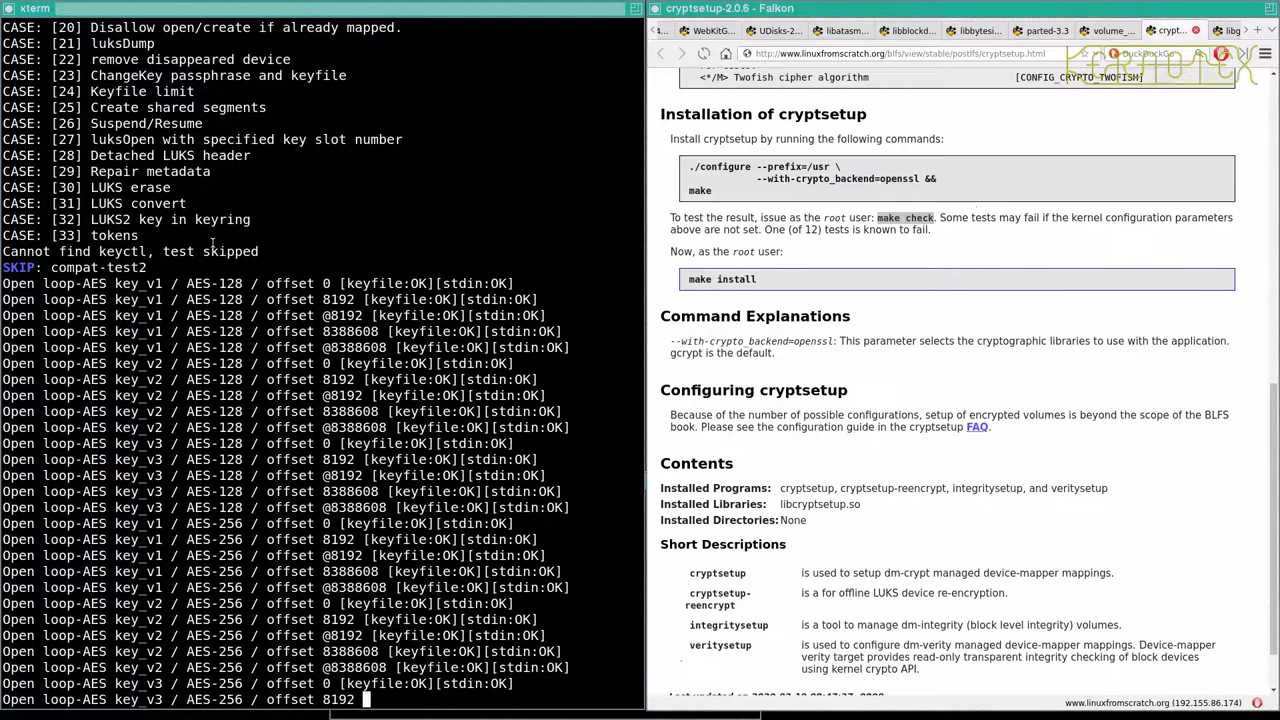 xterm
CASE: [20] Disallow open/create if already mapped.
CASE: [21] luksDump
CASE: [22] remove disappeared device
CASE: [23] ChangeKey passphrase and keyfile
CASE: [24] Keyfile limit
CASE: [25] Create shared segments
CASE: [26] Suspend/Resume
CASE: [27] luksOpen with specified key slot number
CASE: [28] Detached LUKS header
CASE: [29] Repair metadata
CASE: [30] LUKS erase
CASE: [31] LUKS convert
CASE: [32] LUKS2 key in keyring
CASE: [33] tokens
Cannot find keyctl, test skipped
SKIP: compat-test2
Open loop-AES key_v1 / AES-128 / offset 0 [keyfile:OK][stdin:OK]
Open loop-AES key_v1 / AES-128 / offset 8192 [keyfile:OK][stdin:OK]
Open loop-AES key_v1 / AES-128 / offset @8192 [keyfile:OK][stdin:OK]
Open loop-AES key_v1 / AES-128 / offset 8388608 [keyfile:OK][stdin:OK]
Open loop-AES key_v1 / AES-128 / offset @8388608 [keyfile:OK][stdin:OK]
Open loop-AES key_v2 / AES-128 / offset 0 [keyfile:OK][stdin:OK]
Open loop-AES key_v2 / AES-128 / offset 8192 [keyfile:OK][stdin:OK]
Open loop-AES key_v2 / AES-128 / offset @8192 [keyfile:OK][stdin:OK]
Open loop-AES key_v2 / AES-128 / offset 8388608 [keyfile:OK][stdin:OK]
Open loop-AES key_v2 / AES-128 / offset @8388608 [keyfile:OK][stdin:OK]
Open loop-AES key_v3 / AES-128 / offset 0 [keyfile:OK][stdin:OK]
Open loop-AES key_v3 / AES-128 / offset 8192 [keyfile:OK][stdin:OK]
Open loop-AES key_v3 / AES-128 / offset @8192 [keyfile:OK][stdin:OK]
Open loop-AES key_v3 / AES-128 / offset 8388608 [keyfile:OK][stdin:OK]
Open loop-AES key_v3 / AES-128 / offset @8388608 [keyfile:OK][stdin:OK]
Open loop-AES key_v1 / AES-256 / offset 0 [keyfile:OK][stdin:OK]
Open loop-AES key_v1 / AES-256 / offset 8192 [keyfile:OK][stdin:OK]
Open loop-AES key_v1 / AES-256 / offset @8192 [keyfile:OK][stdin:OK]
Open loop-AES key_v1 / AES-256 / offset 8388608 [keyfile:OK][stdin:OK]
Open loop-AES key_v1 / AES-256 / offset @8388608 [keyfile:OK][stdin:OK]
Open loop-AES key_v2 / AES-256 / offset 0 [keyfile:OK][stdin:OK]
Open loop-AES key_v2 / AES-256 / offset 8192 [keyfile:OK][stdin:OK]
Open loop-AES key_v2 / AES-256 / offset @8192 [keyfile:OK][stdin:OK]
Open loop-AES key_v2 / AES-256 / offset 8388608 [keyfile:OK][stdin:OK]
Open loop-AES key_v2 / AES-256 / offset @8388608 [keyfile:OK][stdin:OK]
Open loop-AES key_v3 / AES-256 / offset 0 [keyfile:OK][stdin:OK]
Open loop-AES key_v3 / AES-256 / offset 8192
cryptsetup-2.0.6 - Falkon
WebKitG... UDisks-2... libatasm... libblockd... libbytesi... parted-3.3 volume_... crypt... libg
http://www.linuxfromscratch.org/blfs/view/stable/postlfs/cryptsetup.html DuckDuckGo
<*/M> Twofish cipher algorithm [CONFIG_CRYPTO_TWOFISH]
Installation of cryptsetup
Install cryptsetup by running the following commands:
./configure --prefix=/usr \
--with-crypto_backend=openssl &&
make
To test the result, issue as the root user: make check. Some tests may fail if the kernel configuration parameters
above are not set. One (of 12) tests is known to fail.
Now, as the root user:
make install
Command Explanations
--with-crypto_backend=openssl: This parameter selects the cryptographic libraries to use with the application.
gcrypt is the default.
Configuring cryptsetup
Because of the number of possible configurations, setup of encrypted volumes is beyond the scope of the BLFS
book. Please see the configuration guide in the cryptsetup FAQ.
Contents
Installed Programs: cryptsetup, cryptsetup-reencrypt, integritysetup, and veritysetup
Installed Libraries: libcryptsetup.so
Installed Directories: None
Short Descriptions
cryptsetup is used to setup dm-crypt managed device-mapper mappings.
cryptsetup- is a for offline LUKS device re-encryption.
reencrypt
integritysetup is a tool to manage dm-integrity (block level integrity) volumes.
veritysetup is used to configure dm-verity managed device-mapper mappings. Device-mapper
verity target provides read-only transparent integrity checking of block devices
using kernel crypto API.
www.linuxfromscratch.org (192.155.86.174)